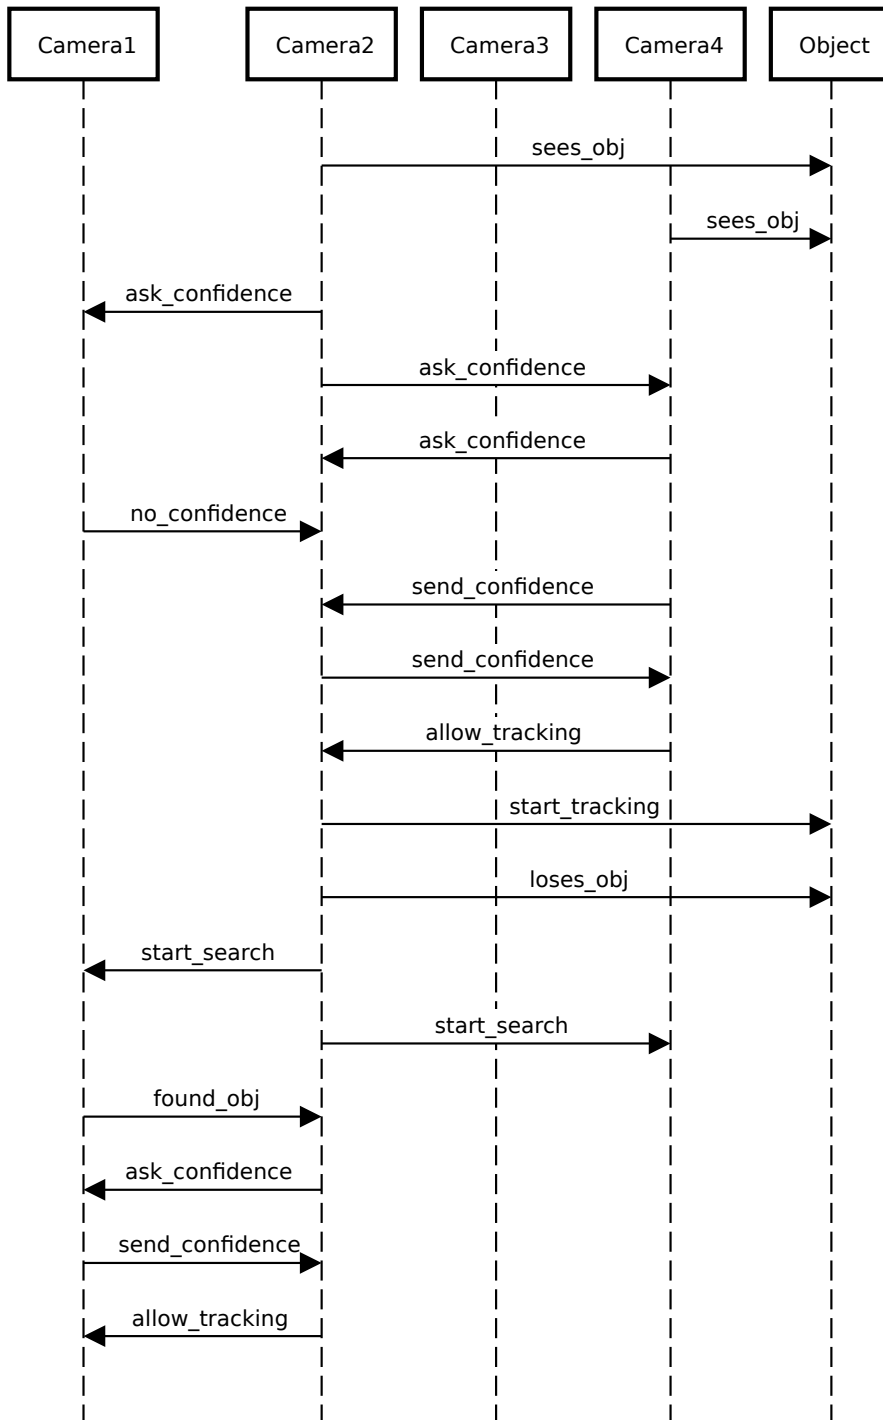 Camera1
Camera2
Camera3
Camera4
Object
sees_obj
sees_obj
ask_confidence
ask_confidence
ask_confidence
no_confidence
send_confidence
send_confidence
allow_tracking
start_tracking
loses_obj
start_search
start_search
found_obj
ask_confidence
send_confidence
allow_tracking